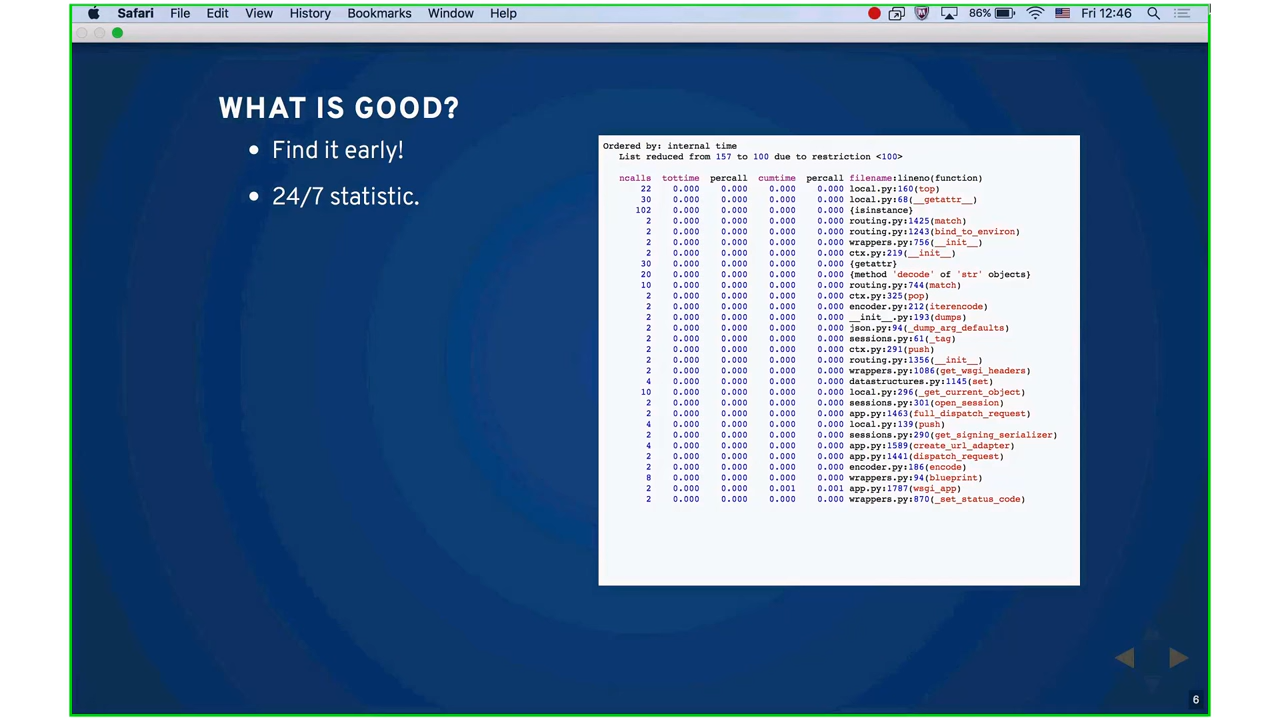 Safari File Edit View History Bookmarks Window Help 86% Fri 12:46
WHAT IS GOOD?
• Find it early!
• 24/7 statistic.
Ordered by: internal time
List reduced from 157 to 100 due to restriction <100>
ncalls tottime percall cumtime percall filename:lineno(function)
22 0.000 0.000 0.000 0.000 local.py:160(top)
30 0.000 0.000 0.000 0.000 local.py:68(__getattr__)
102 0.000 0.000 0.000 0.000 {isinstance}
2 0.000 0.000 0.000 0.000 routing.py:1425(match)
2 0.000 0.000 0.000 0.000 routing.py:1243(bind_to_environ)
2 0.000 0.000 0.000 0.000 wrappers.py:756(__init__)
2 0.000 0.000 0.000 0.000 ctx.py:219(__init__)
30 0.000 0.000 0.000 0.000 {getattr}
20 0.000 0.000 0.000 0.000 {method 'decode' of 'str' objects}
10 0.000 0.000 0.000 0.000 routing.py:744(match)
2 0.000 0.000 0.000 0.000 ctx.py:325(pop)
2 0.000 0.000 0.000 0.000 encoder.py:212(iterencode)
2 0.000 0.000 0.000 0.000 __init__.py:193(dumps)
2 0.000 0.000 0.000 0.000 json.py:94(_dump_arg_defaults)
2 0.000 0.000 0.000 0.000 sessions.py:61(_tag)
2 0.000 0.000 0.000 0.000 ctx.py:291(push)
2 0.000 0.000 0.000 0.000 routing.py:1356(__init__)
2 0.000 0.000 0.000 0.000 wrappers.py:1086(get_wsgi_headers)
4 0.000 0.000 0.000 0.000 datastructures.py:1145(set)
10 0.000 0.000 0.000 0.000 local.py:296(_get_current_object)
2 0.000 0.000 0.000 0.000 sessions.py:301(open_session)
2 0.000 0.000 0.000 0.000 app.py:1463(full_dispatch_request)
4 0.000 0.000 0.000 0.000 local.py:139(push)
2 0.000 0.000 0.000 0.000 sessions.py:290(get_signing_serializer)
4 0.000 0.000 0.000 0.000 app.py:1589(create_url_adapter)
2 0.000 0.000 0.000 0.000 app.py:1441(dispatch_request)
2 0.000 0.000 0.000 0.000 encoder.py:186(encode)
8 0.000 0.000 0.000 0.000 wrappers.py:94(blueprint)
2 0.000 0.000 0.001 0.001 app.py:1787(wsgi_app)
2 0.000 0.000 0.000 0.000 wrappers.py:870(_set_status_code)
6